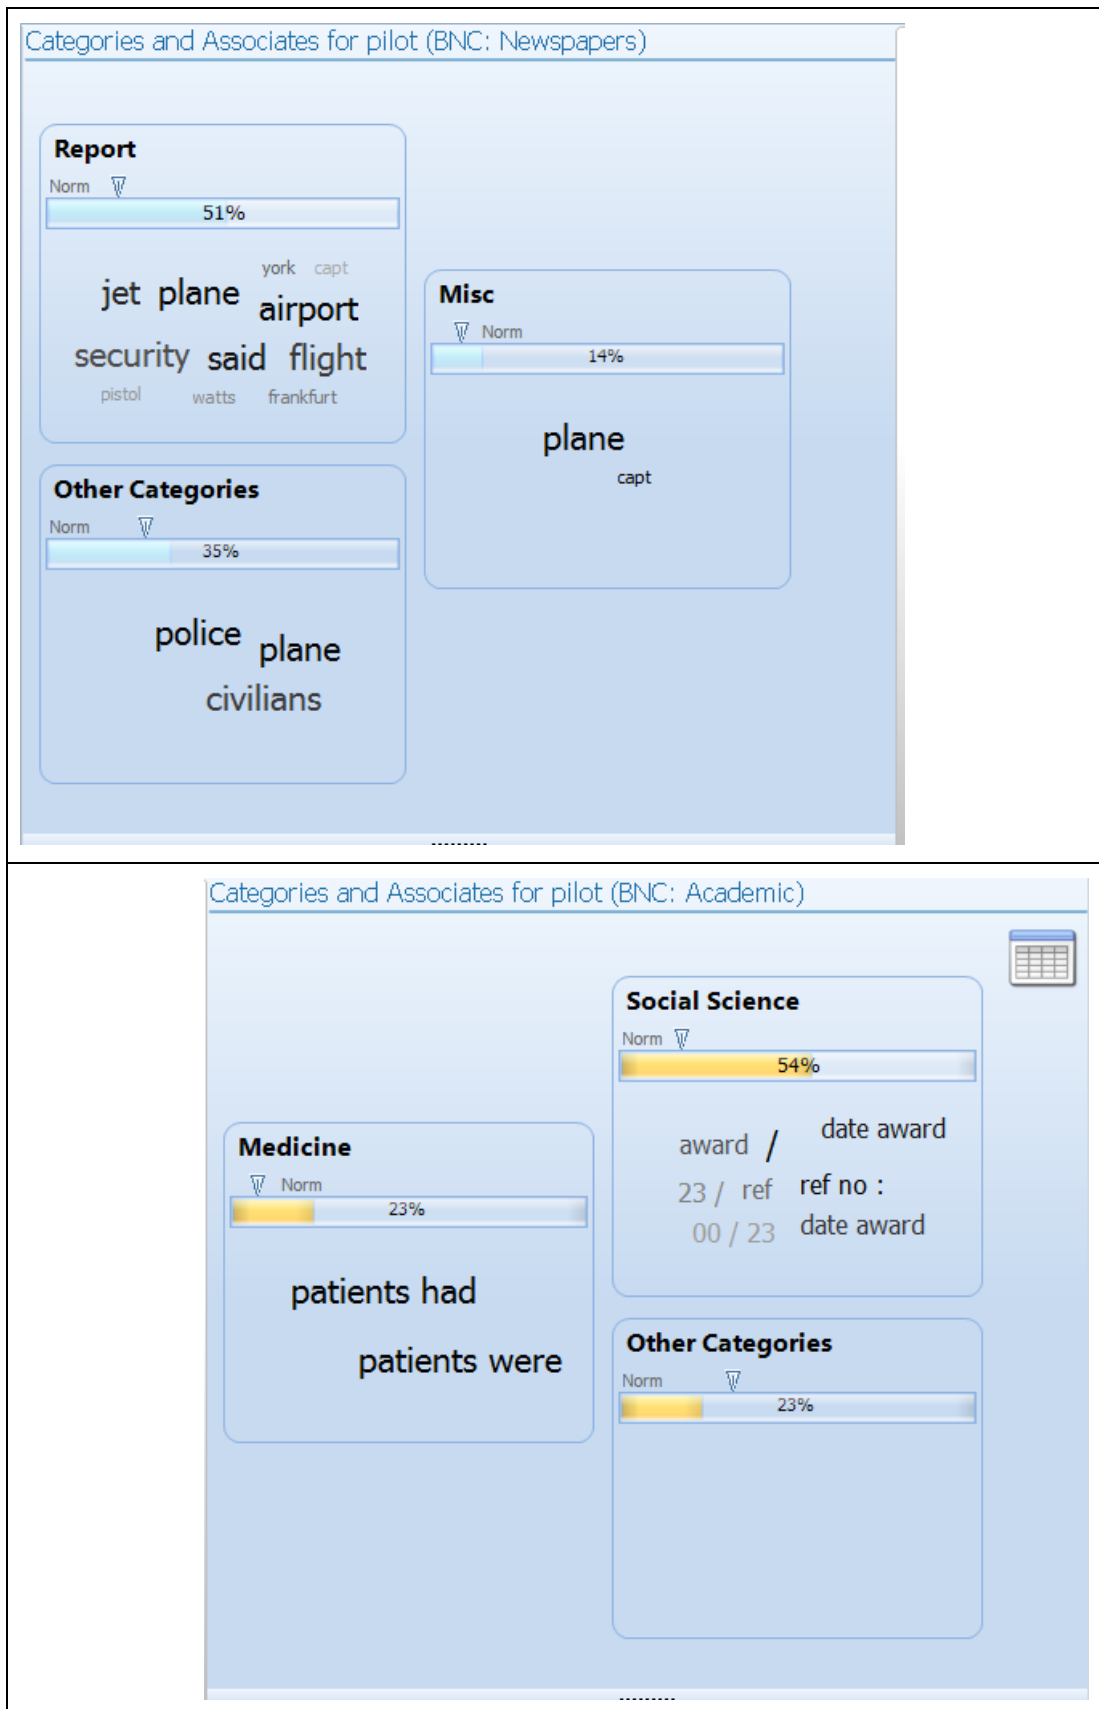 Categories and Associates for pilot (BNC: Newspapers)
Report
Norm
51%
york capt
jet plane airport
security said flight
pistol watts frankfurt
Misc
Norm
14%
plane
capt
Other Categories
Norm
35%
police plane
civilians
Categories and Associates for pilot (BNC: Academic)
Social Science
Norm
54%
award / date award
23 / ref ref no :
00 / 23 date award
Medicine
Norm
23%
patients had
patients were
Other Categories
Norm
23%